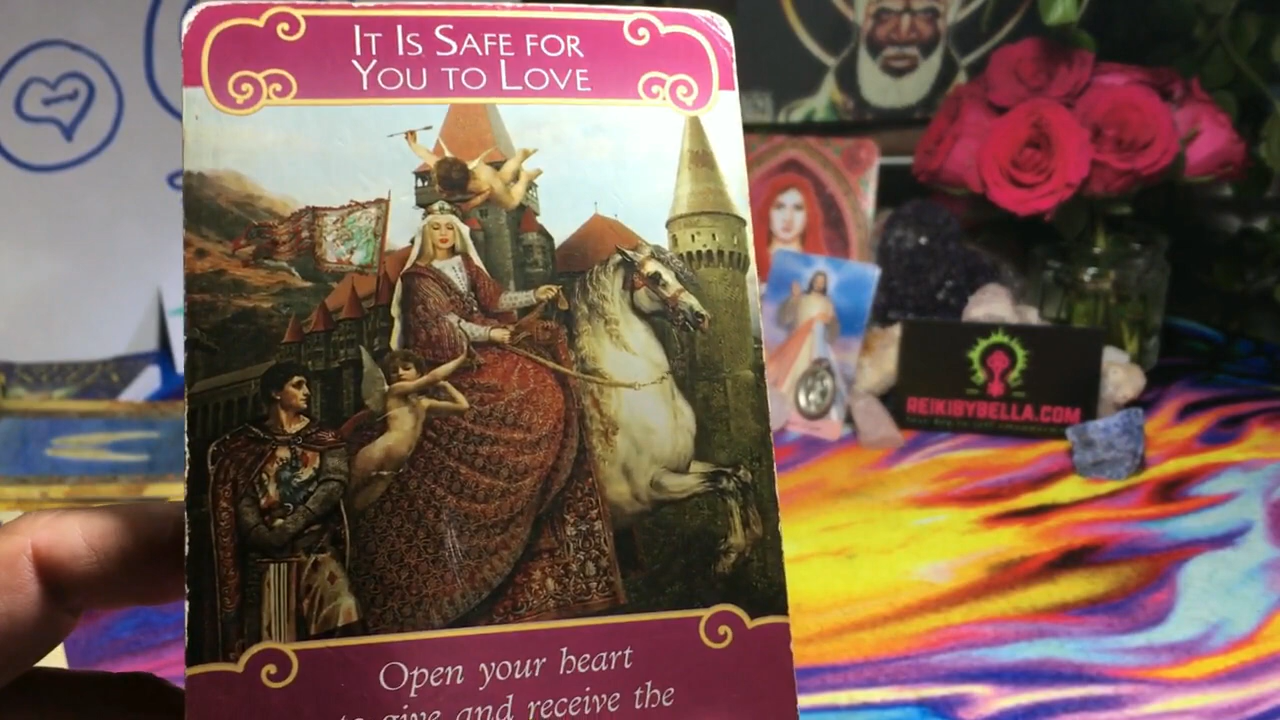 IT IS SAFE FOR
YOU TO LOVE
Open your heart
to give and receive the
REIKIBYBELLA.COM